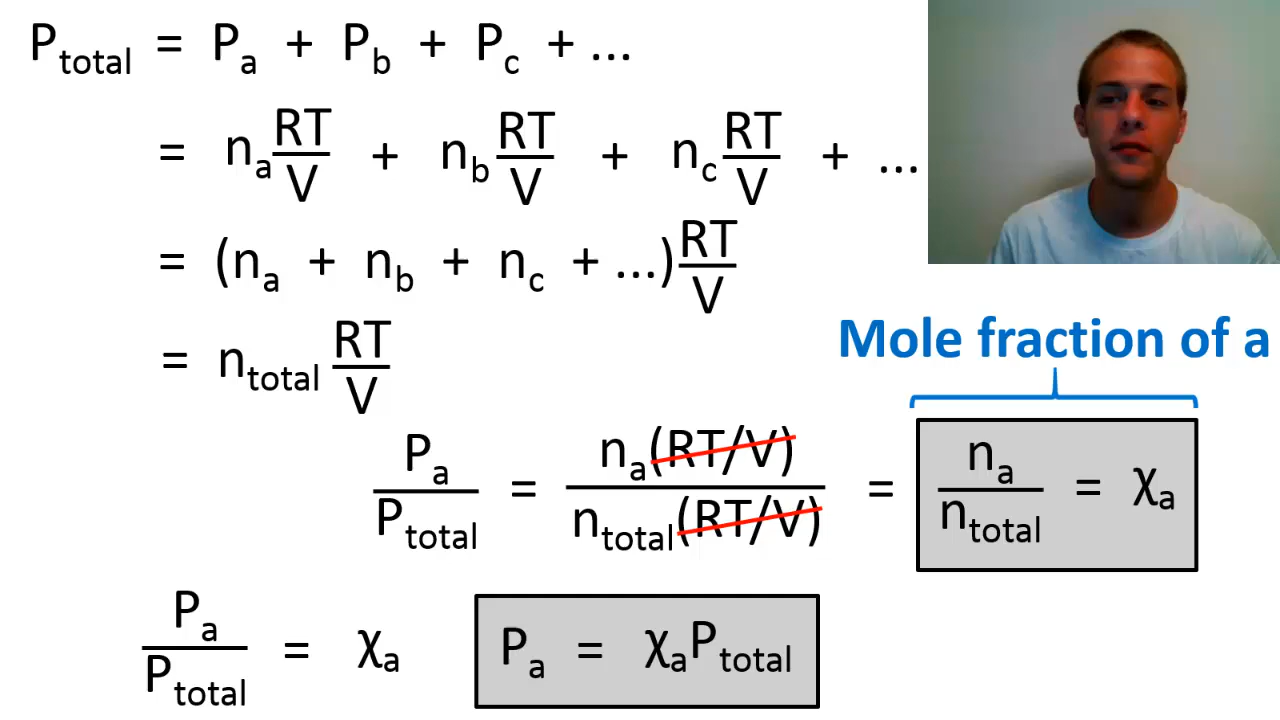 P_total = P_a + P_b + P_c + ...
= n_a RT/V + n_b RT/V + n_c RT/V + ...
= (n_a + n_b + n_c + ...) RT/V
= n_total RT/V
Mole fraction of a
P_a/P_total = n_a(RT/V)/n_total(RT/V) = n_a/n_total = χ_a
P_a/P_total = χ_a
P_a = χ_a P_total